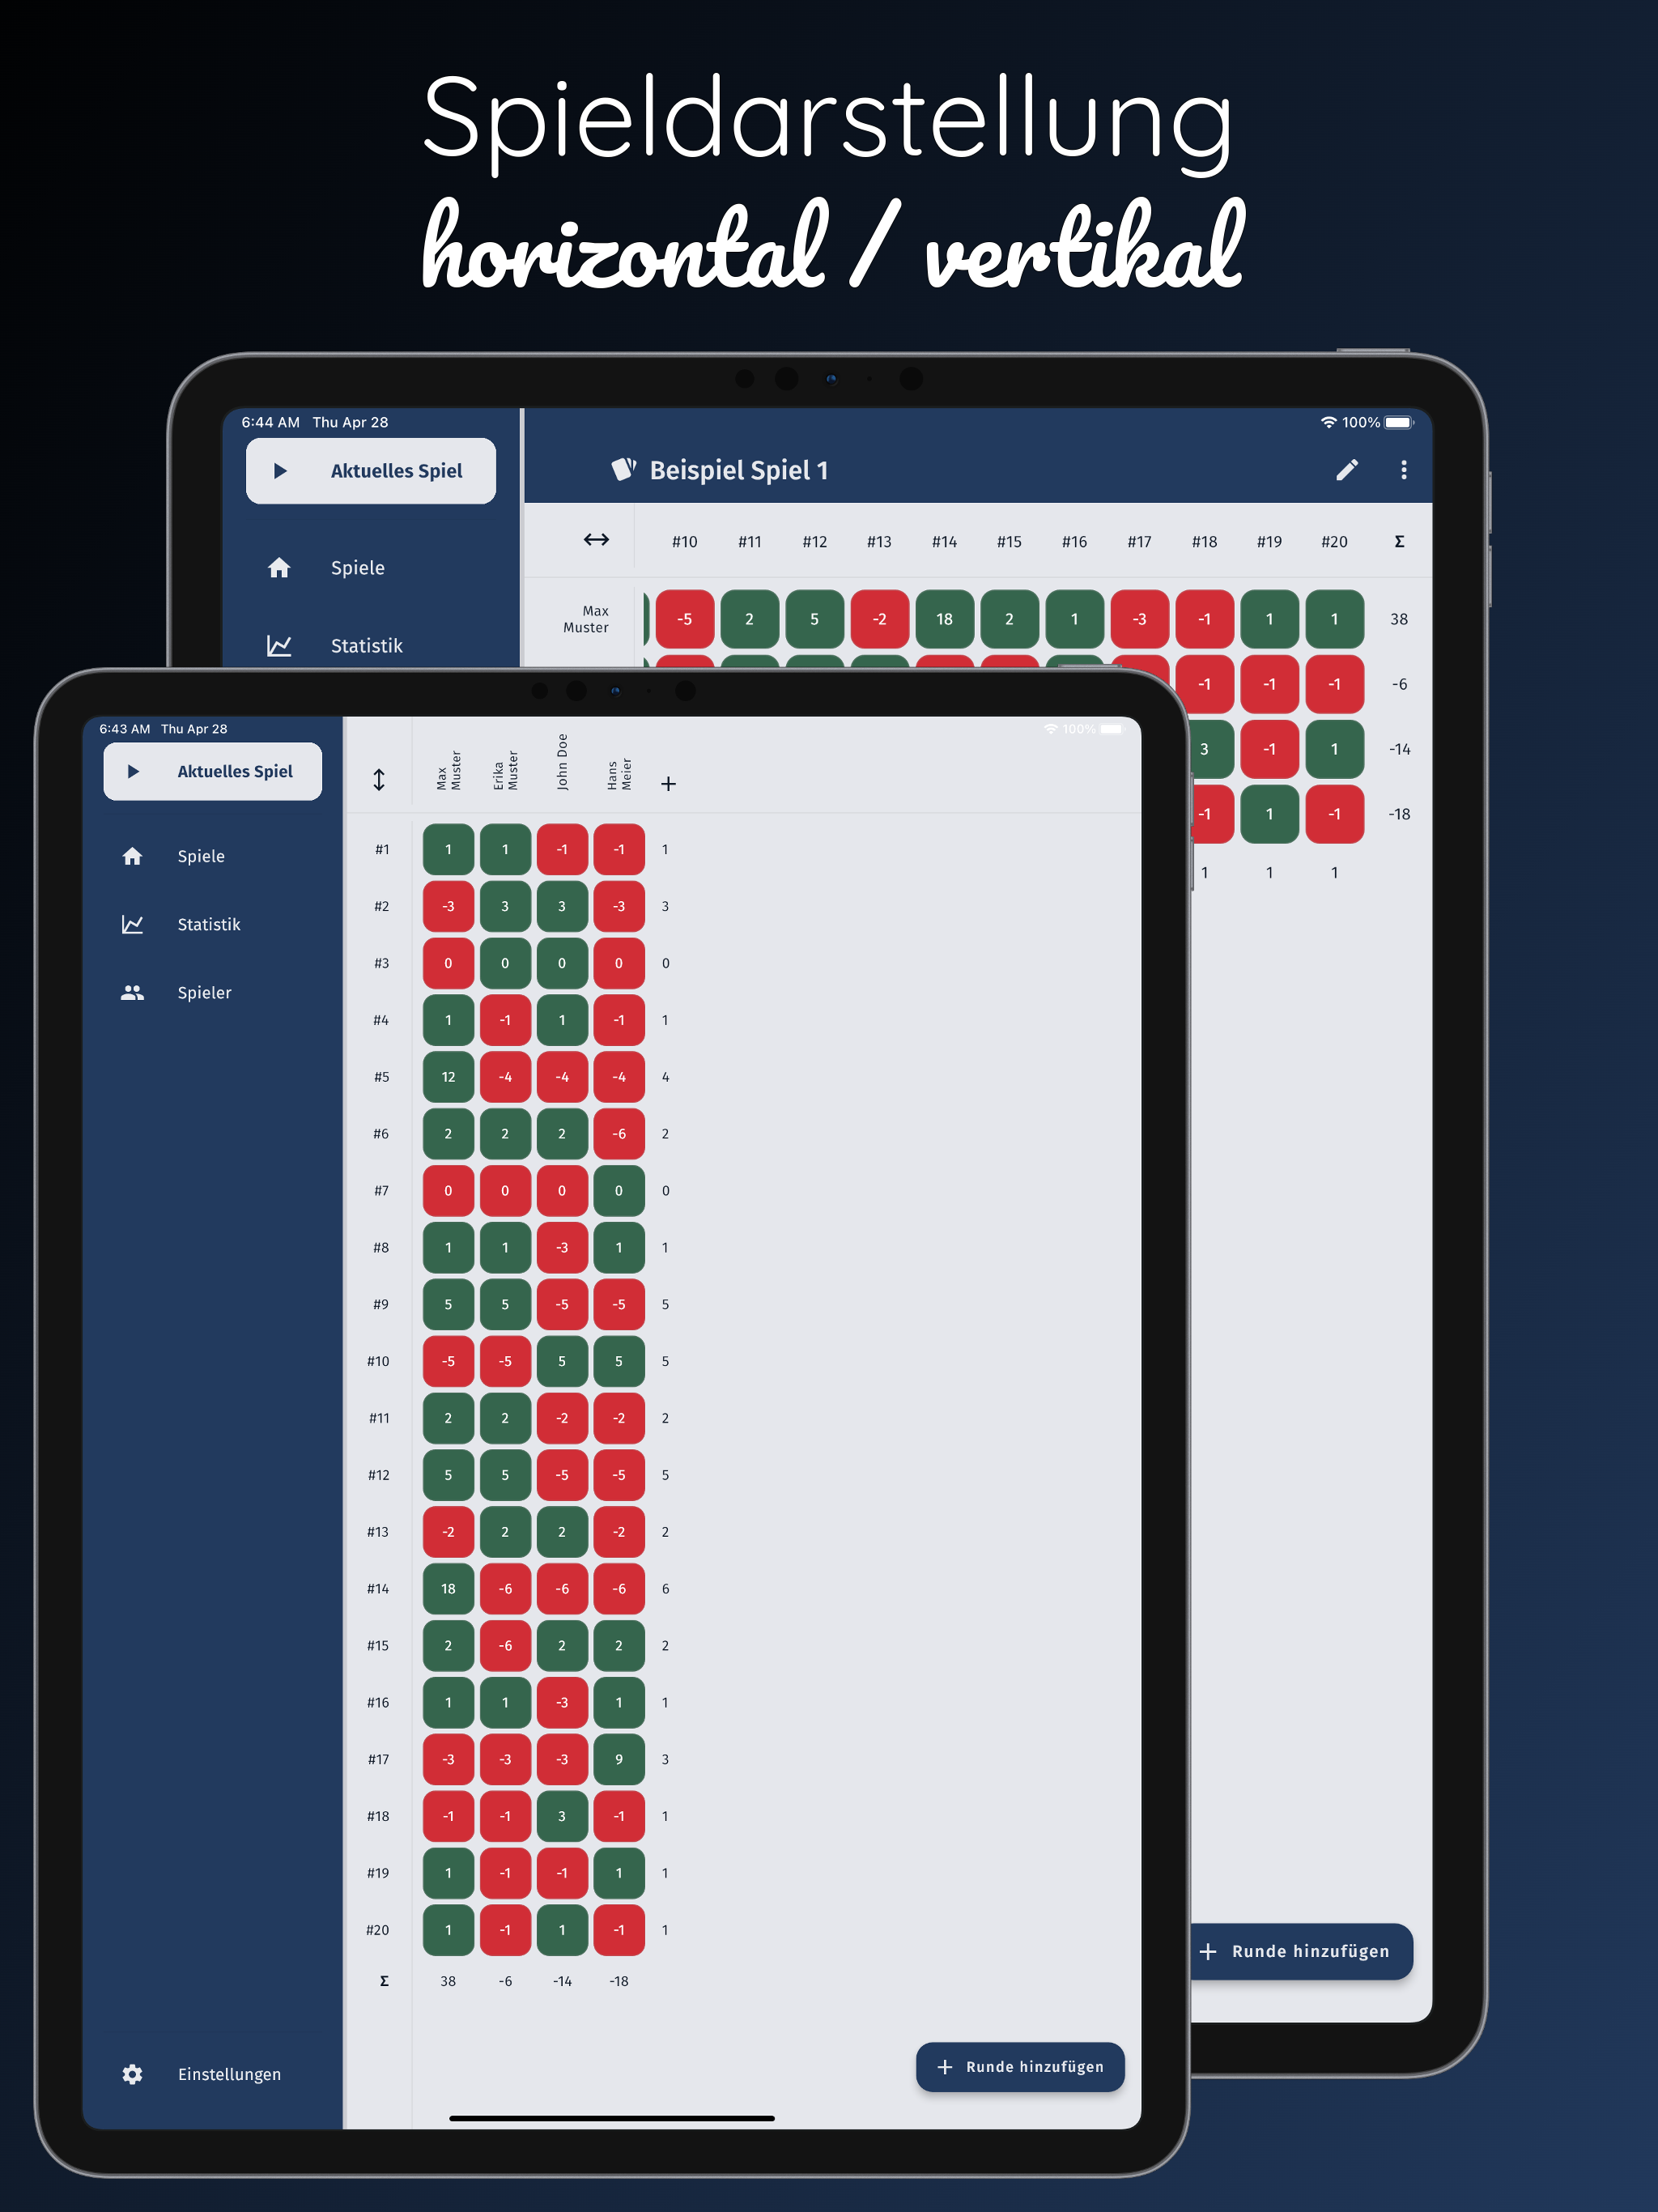 Spieldarstellung
horizontal / vertikal
6:44 AM Thu Apr 28
100%
Aktuelles Spiel
Spiele
Statistik
Beispiel Spiel 1
#10 #11 #12 #13 #14 #15 #16 #17 #18 #19 #20 Σ
Max
Muster
-5 2 5 -2 18 2 1 -3 -1 1 1 38
-1 -1 -1 -6
3 -1 1 -14
-1 1 -1 -18
1 1 1
+ Runde hinzufügen
6:43 AM Thu Apr 28
100%
Aktuelles Spiel
Spiele
Statistik
Spieler
Einstellungen
Max
Muster
Erika
Muster
John Doe
Hans
Meier
+
#1 1 1 -1 -1 1
#2 -3 3 3 -3 3
#3 0 0 0 0 0
#4 1 -1 1 -1 1
#5 12 -4 -4 -4 4
#6 2 2 2 -6 2
#7 0 0 0 0 0
#8 1 1 -3 1 1
#9 5 5 -5 -5 5
#10 -5 -5 5 5 5
#11 2 2 -2 -2 2
#12 5 5 -5 -5 5
#13 -2 2 2 -2 2
#14 18 -6 -6 -6 6
#15 2 -6 2 2 2
#16 1 1 -3 1 1
#17 -3 -3 -3 9 3
#18 -1 -1 3 -1 1
#19 1 -1 -1 1 1
#20 1 -1 1 -1 1
Σ 38 -6 -14 -18
+ Runde hinzufügen